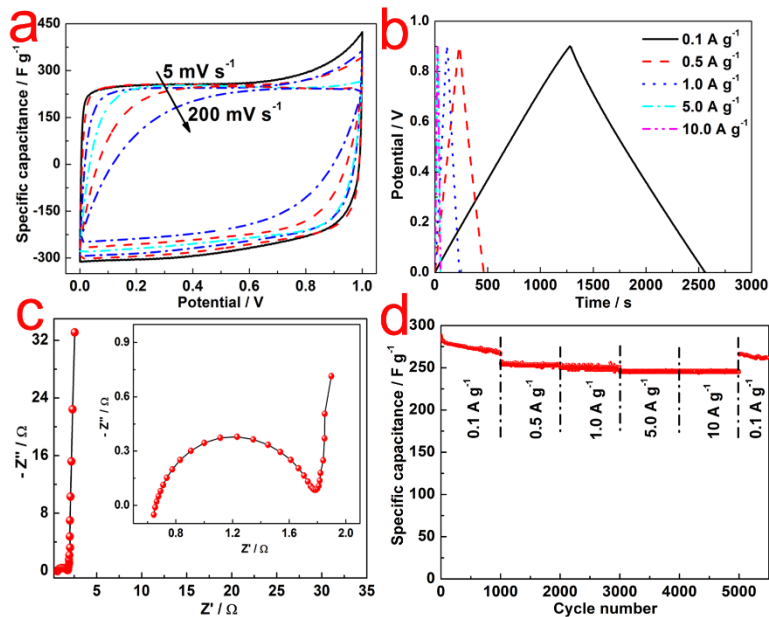 a
Specific capacitance / F g⁻¹
450
300
150
0
-150
-300
5 mV s⁻¹
200 mV s⁻¹
0.0 0.2 0.4 0.6 0.8 1.0
Potential / V
b
Potential / V
1.0
0.8
0.6
0.4
0.2
0.0
0.1 A g⁻¹
0.5 A g⁻¹
1.0 A g⁻¹
5.0 A g⁻¹
10.0 A g⁻¹
0 500 1000 1500 2000 2500 3000
Time / s
c
- Z'' / Ω
32
24
16
8
0
5 10 15 20 25 30 35
Z' / Ω
- Z'' / Ω
0.9
0.6
0.3
0.0
0.8 1.2 1.6 2.0
Z' / Ω
d
Specific capacitance / F g⁻¹
300
250
200
150
100
50
0
0.1 A g⁻¹
0.5 A g⁻¹
1.0 A g⁻¹
5.0 A g⁻¹
10 A g⁻¹
0.1 A g⁻¹
0 1000 2000 3000 4000 5000
Cycle number